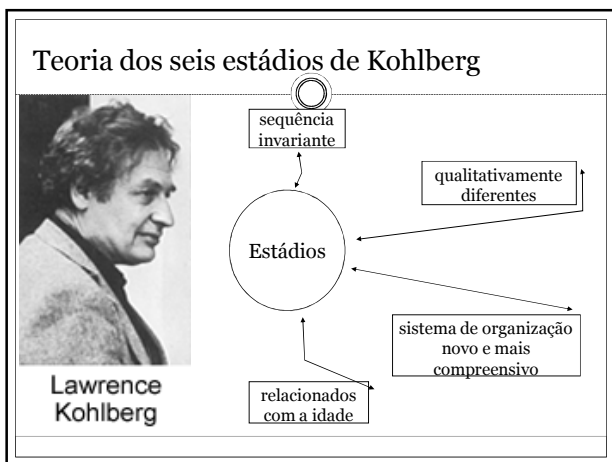 Teoria dos seis estádios de Kohlberg
sequência
invariante
qualitativamente
diferentes
Estádios
sistema de organização
novo e mais
compreensivo
relacionados
com a idade
Lawrence
Kohlberg